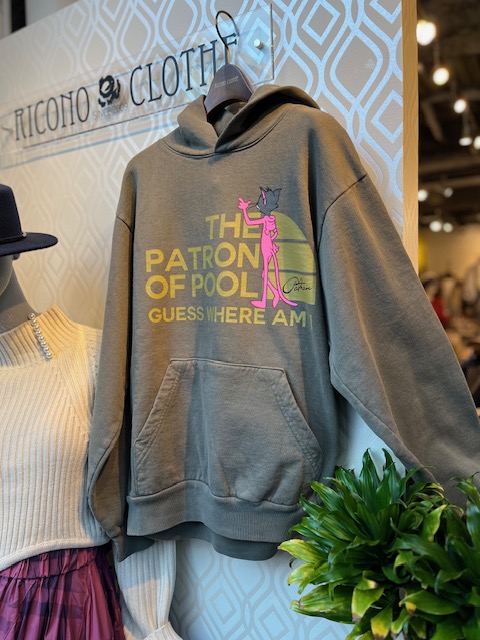 RICONO CLOTHE
THE
PATRON
OF POOL
GUESS WHERE AM I